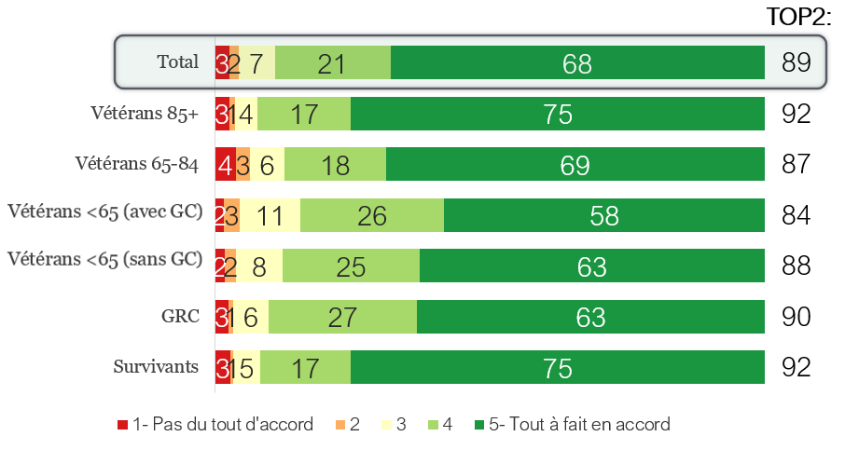 TOP2:
Total 3 2 7 21 68 89
Vétérans 85+ 3 1 4 17 75 92
Vétérans 65-84 4 3 6 18 69 87
Vétérans <65 (avec GC) 2 3 11 26 58 84
Vétérans <65 (sans GC) 2 2 8 25 63 88
GRC 3 1 6 27 63 90
Survivants 3 1 5 17 75 92
1- Pas du tout d'accord 2 3 4 5- Tout à fait en accord